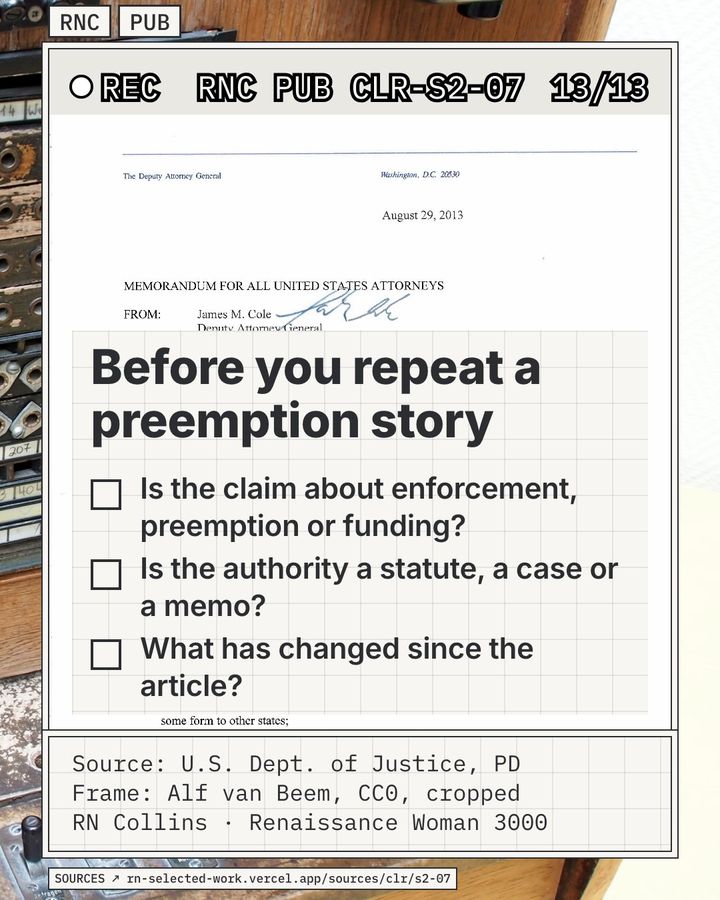 RNC PUB
REC RNC PUB CLR-S2-07 13/13
The Deputy Attorney General Washington, D.C. 20530
August 29, 2013
MEMORANDUM FOR ALL UNITED STATES ATTORNEYS
FROM: James M. Cole
Deputy Attorney General
Before you repeat a
preemption story
Is the claim about enforcement,
preemption or funding?
Is the authority a statute, a case or
a memo?
What has changed since the
article?
some form to other states;
Source: U.S. Dept. of Justice, PD
Frame: Alf van Beem, CC0, cropped
RN Collins · Renaissance Woman 3000
SOURCES ↗ rn-selected-work.vercel.app/sources/clr/s2-07
207